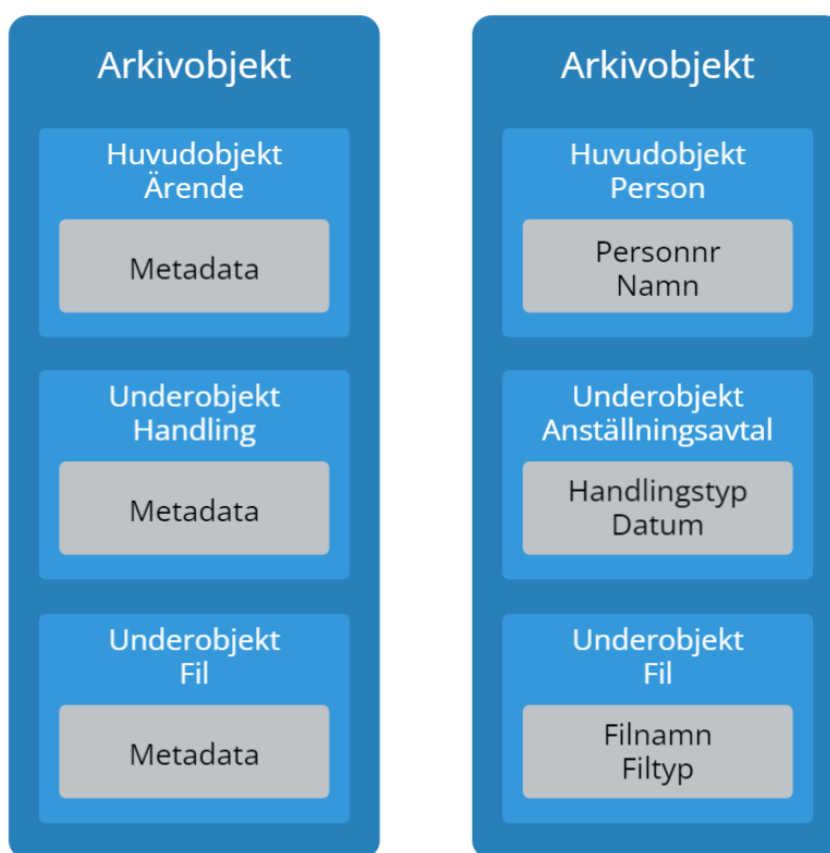 Arkivobjekt
Huvudobjekt
Ärende
Metadata
Underobjekt
Handling
Metadata
Underobjekt
Fil
Metadata
Arkivobjekt
Huvudobjekt
Person
Personnr
Namn
Underobjekt
Anställningsavtal
Handlingstyp
Datum
Underobjekt
Fil
Filnamn
Filtyp